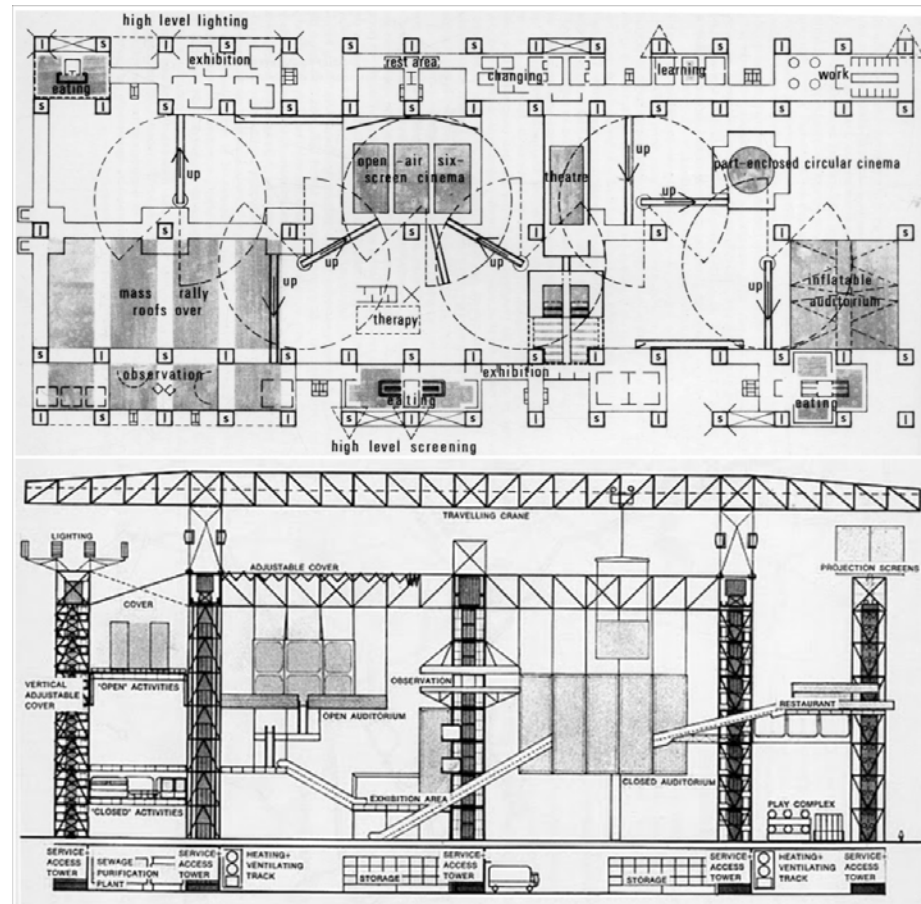 high level lighting
exhibition
eating
rest area
changing
learning
work
up
open-air six-
screen cinema
theatre
up
up
part-enclosed circular cinema
up
up
up
up
mass rally
roofs over
therapy
inflatable
auditorium
observation
exhibition
eating
eating
high level screening
TRAVELLING CRANE
LIGHTING
ADJUSTABLE COVER
PROJECTION SCREENS
COVER
VERTICAL
ADJUSTABLE
COVER
"OPEN" ACTIVITIES
OBSERVATION
OPEN AUDITORIUM
RESTAURANT
CLOSED AUDITORIUM
"CLOSED" ACTIVITIES
EXHIBITION AREA
PLAY COMPLEX
SERVICE+
ACCESS
TOWER
SEWAGE
PURIFICATION
PLANT
SERVICE+
ACCESS
TOWER
HEATING+
VENTILATING
TRACK
STORAGE
SERVICE+
ACCESS
TOWER
STORAGE
SERVICE+
ACCESS
TOWER
HEATING+
VENTILATING
TRACK
SERVICE+
ACCESS
TOWER